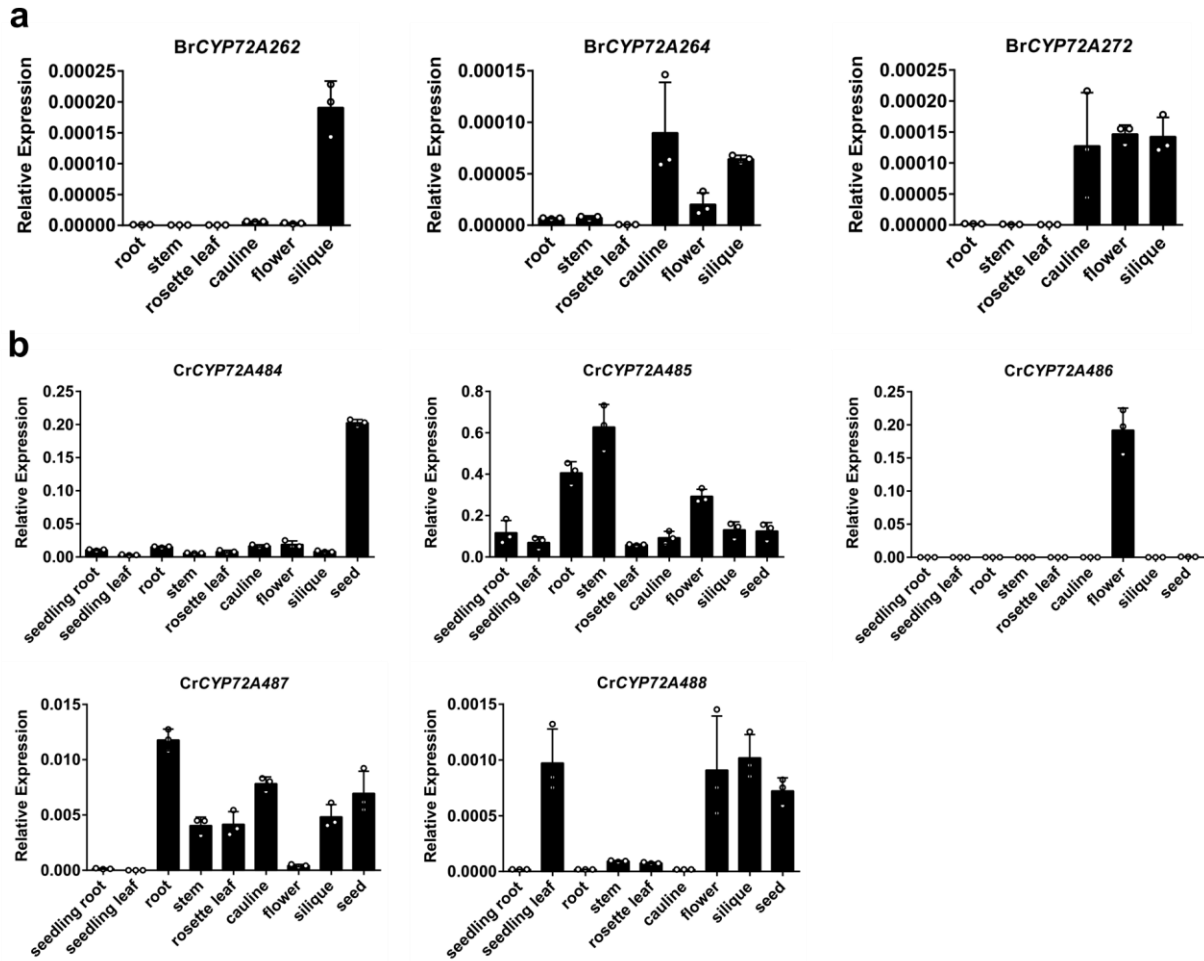 a
BrCYP72A262
Relative Expression
0.00025
0.00020
0.00015
0.00010
0.00005
0.00000
root
stem
rosette leaf
cauline
flower
silique
BrCYP72A264
Relative Expression
0.00015
0.00010
0.00005
0.00000
root
stem
rosette leaf
cauline
flower
silique
BrCYP72A272
Relative Expression
0.00025
0.00020
0.00015
0.00010
0.00005
0.00000
root
stem
rosette leaf
cauline
flower
silique
b
CrCYP72A484
Relative Expression
0.25
0.20
0.15
0.10
0.05
0.00
seedling root
seedling leaf
root
stem
rosette leaf
cauline
flower
silique
seed
CrCYP72A485
Relative Expression
0.8
0.6
0.4
0.2
0.0
seedling root
seedling leaf
root
stem
rosette leaf
cauline
flower
silique
seed
CrCYP72A486
Relative Expression
0.25
0.20
0.15
0.10
0.05
0.00
seedling root
seedling leaf
root
stem
rosette leaf
cauline
flower
silique
seed
CrCYP72A487
Relative Expression
0.015
0.010
0.005
0.000
seedling root
seedling leaf
root
stem
rosette leaf
cauline
flower
silique
seed
CrCYP72A488
Relative Expression
0.0015
0.0010
0.0005
0.0000
seedling root
seedling leaf
root
stem
rosette leaf
cauline
flower
silique
seed